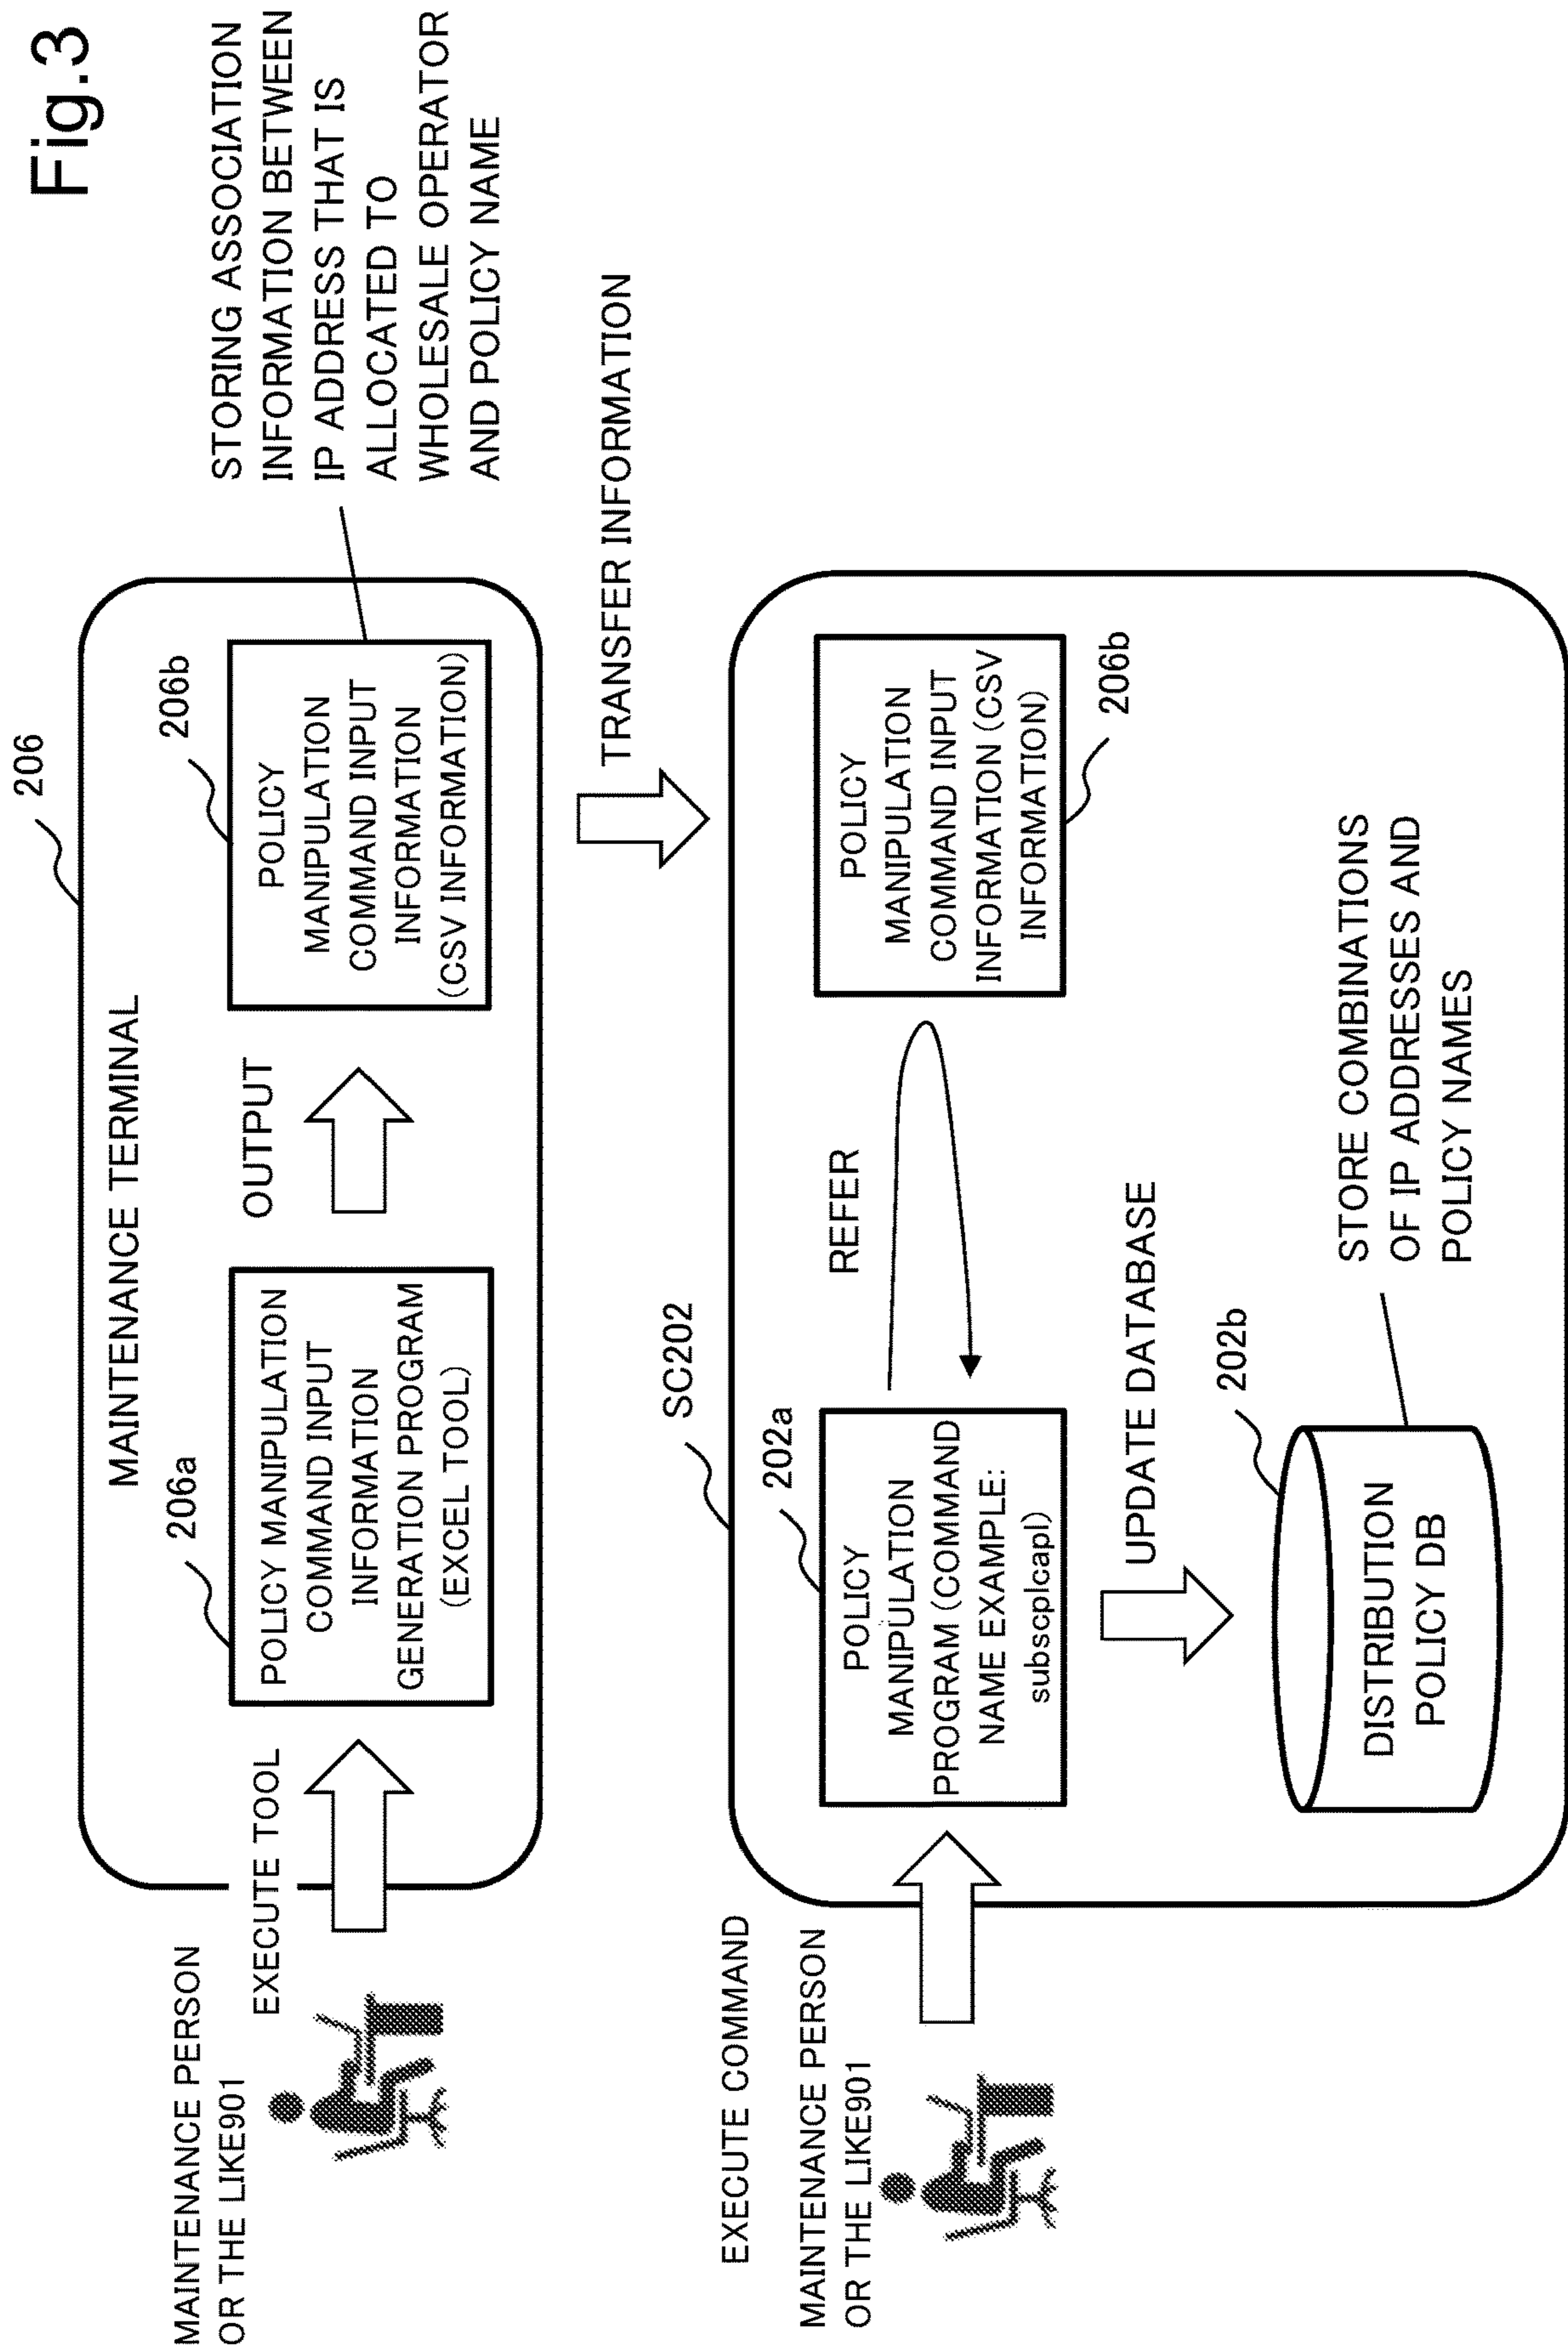 Fig.3
206
MAINTENANCE TERMINAL
MAINTENANCE PERSON
OR THE LIKE901
EXECUTE TOOL
206a
POLICY MANIPULATION
COMMAND INPUT
INFORMATION
GENERATION PROGRAM
(EXCEL TOOL)
OUTPUT
206b
POLICY
MANIPULATION
COMMAND INPUT
INFORMATION
(CSV INFORMATION)
STORING ASSOCIATION
INFORMATION BETWEEN
IP ADDRESS THAT IS
ALLOCATED TO
WHOLESALE OPERATOR
AND POLICY NAME
TRANSFER INFORMATION
SC202
EXECUTE COMMAND
MAINTENANCE PERSON
OR THE LIKE901
202a
POLICY
MANIPULATION
PROGRAM (COMMAND
NAME EXAMPLE:
subscplcapl)
REFER
POLICY
MANIPULATION
COMMAND INPUT
INFORMATION (CSV
INFORMATION)
206b
UPDATE DATABASE
202b
DISTRIBUTION
POLICY DB
STORE COMBINATIONS
OF IP ADDRESSES AND
POLICY NAMES